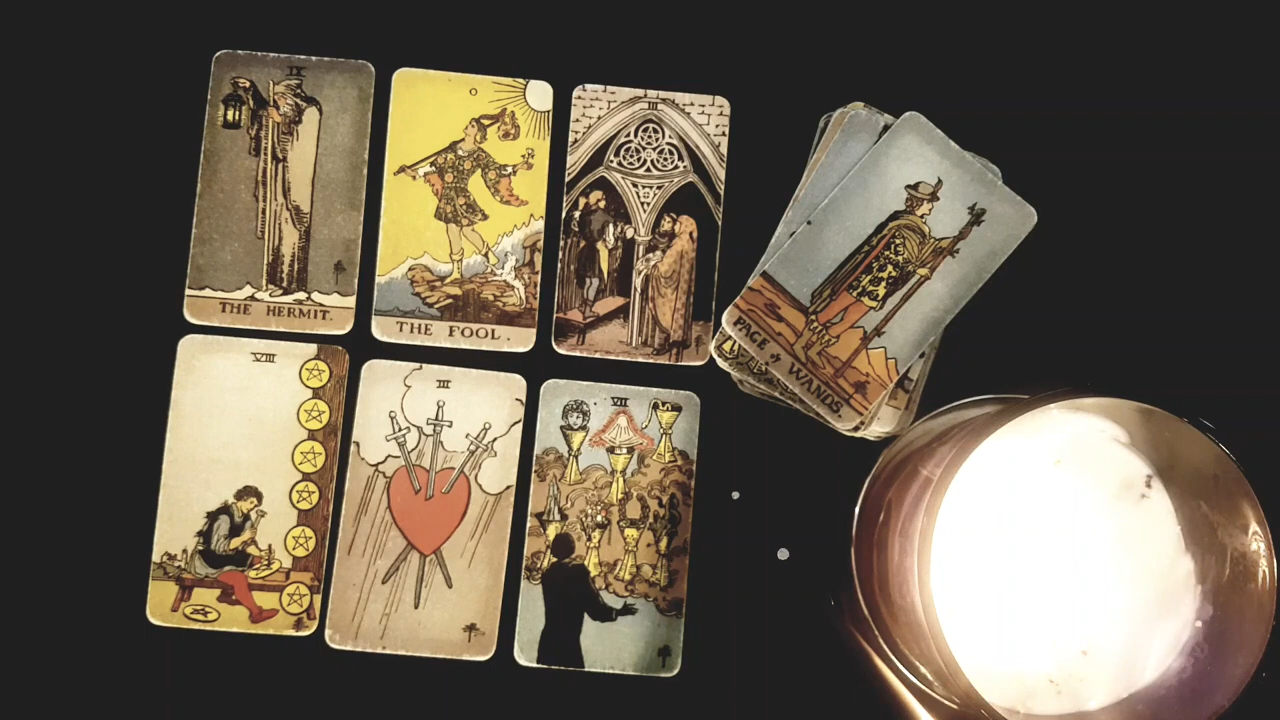 IX
THE HERMIT.
0
THE FOOL.
III
PAGE of WANDS.
VIII
III
VII